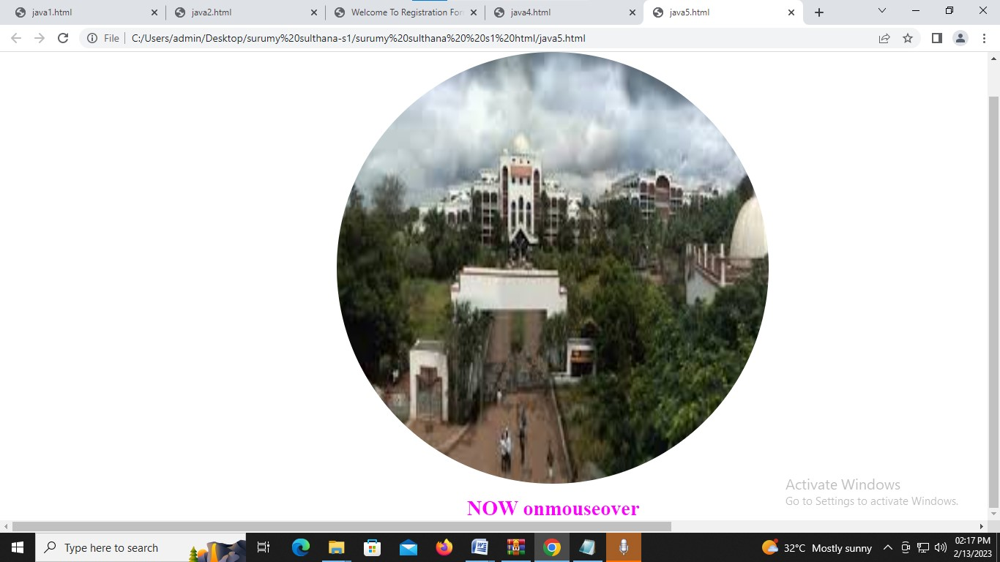 java1.html
java2.html
Welcome To Registration For
java4.html
java5.html
File
C:/Users/admin/Desktop/surumy%20sulthana-s1/surumy%20sulthana%20%20s1%20html/java5.html
NOW onmouseover
Activate Windows
Go to Settings to activate Windows.
Type here to search
32°C Mostly sunny
02:17 PM
2/13/2023